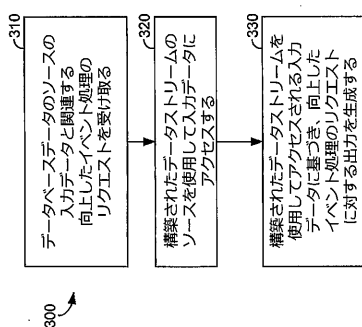 300
310
データベースデータのソースの
入力データと関連する
向上したイベント処理の
リクエストを受け取る
320
構築されたデータストリームの
ソースを使用して入力データに
アクセスする
330
構築されたデータストリームを
使用してアクセスされる入力
データに基づき、向上した
イベント処理のリクエスト
に対する出力を生成する